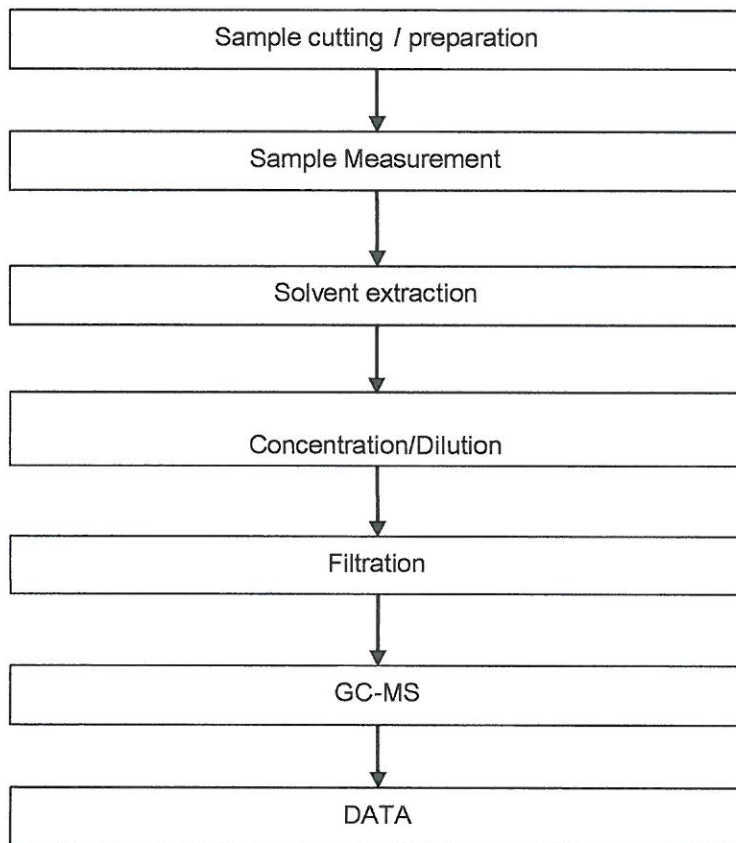 Sample cutting / preparation
Sample Measurement
Solvent extraction
Concentration/Dilution
Filtration
GC-MS
DATA